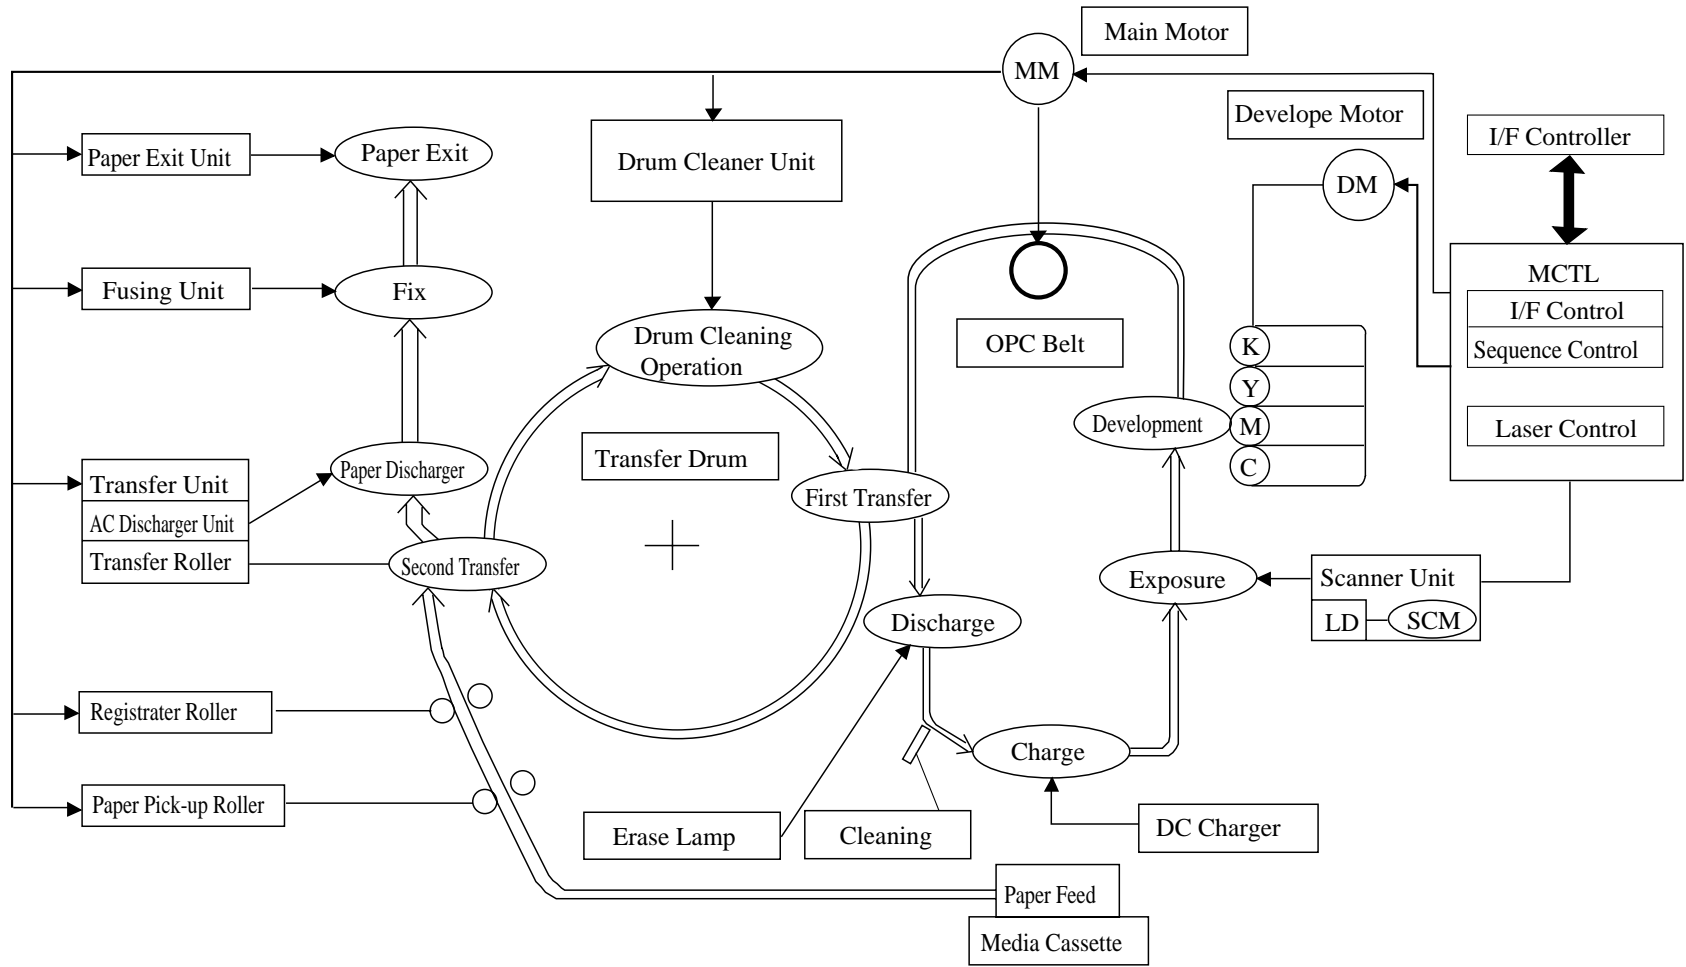 Main Motor
MM
Develope Motor
I/F Controller
Paper Exit Unit
Paper Exit
Drum Cleaner Unit
DM
MCTL
I/F Control
Sequence Control
Laser Control
Fusing Unit
Fix
Drum Cleaning
Operation
OPC Belt
K
Y
M
C
Development
Transfer Drum
Paper Discharger
Transfer Unit
AC Discharger Unit
Transfer Roller
First Transfer
Second Transfer
Exposure
Scanner Unit
LD
SCM
Discharge
Registrater Roller
Charge
Paper Pick-up Roller
Erase Lamp
Cleaning
DC Charger
Paper Feed
Media Cassette